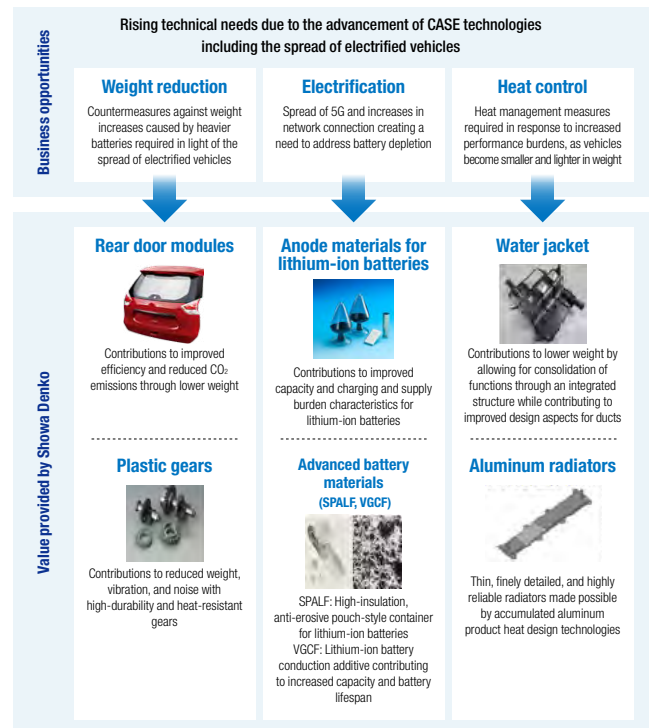 Rising technical needs due to the advancement of CASE technologies
including the spread of electrified vehicles
Business opportunities
Weight reduction
Countermeasures against weight
increases caused by heavier
batteries required in light of the
spread of electrified vehicles
Electrification
Spread of 5G and increases in
network connection creating a
need to address battery depletion
Heat control
Heat management measures
required in response to increased
performance burdens, as vehicles
become smaller and lighter in weight
Value provided by Showa Denko
Rear door modules
Contributions to improved
efficiency and reduced CO₂
emissions through lower weight
Plastic gears
Contributions to reduced weight,
vibration, and noise with
high-durability and heat-resistant
gears
Anode materials for
lithium-ion batteries
Contributions to improved
capacity and charging and supply
burden characteristics for
lithium-ion batteries
Advanced battery
materials
(SPALF, VGCF)
SPALF: High-insulation,
anti-erosive pouch-style container
for lithium-ion batteries
VGCF: Lithium-ion battery
conduction additive contributing
to increased capacity and battery
lifespan
Water jacket
Contributions to lower weight by
allowing for consolidation of
functions through an integrated
structure while contributing to
improved design aspects for ducts
Aluminum radiators
Thin, finely detailed, and highly
reliable radiators made possible
by accumulated aluminum
product heat design technologies